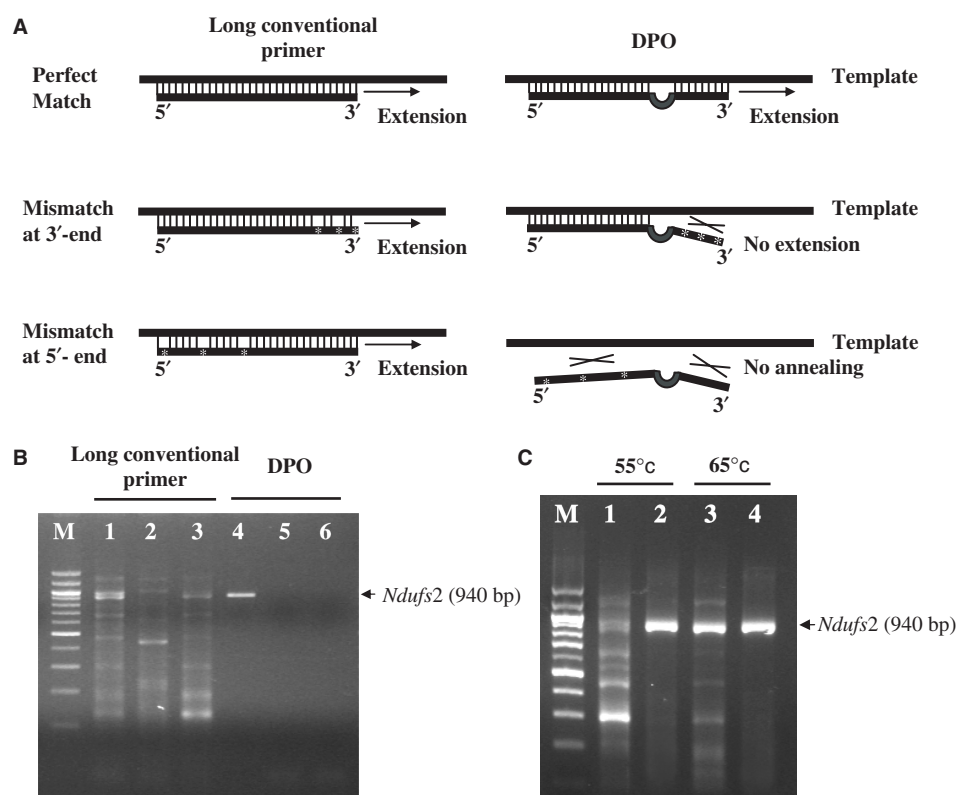 A
Long conventional
primer
DPO
Perfect
Match
Template
5′ 3′ Extension
5′ 3′ Extension
Mismatch
at 3′-end
Template
* * *
5′ 3′ Extension
5′ 3′ No extension
Mismatch
at 5′- end
Template
* * *
5′ 3′ Extension
* * *
5′ 3′ No annealing
B
Long conventional
primer
DPO
M 1 2 3 4 5 6
Ndufs2 (940 bp)
C
55°C 65°C
M 1 2 3 4
Ndufs2 (940 bp)